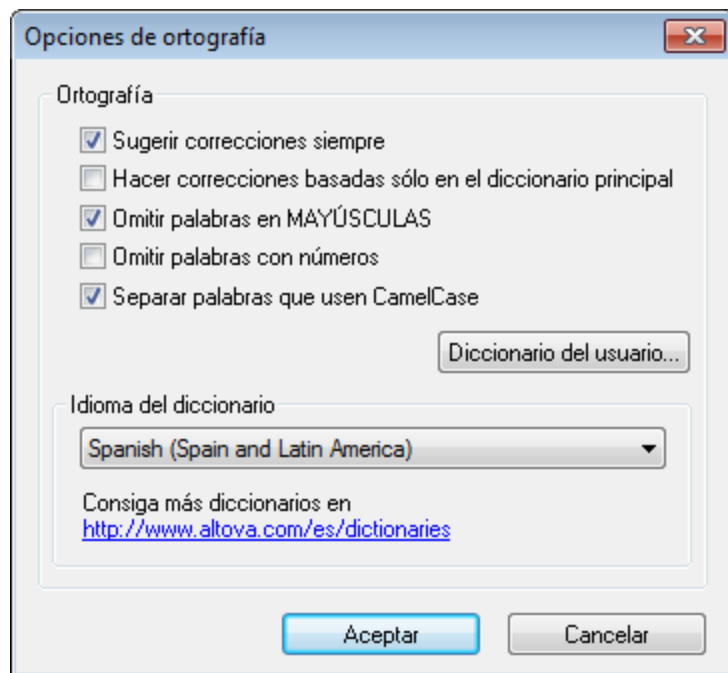 Opciones de ortografía
Ortografía
Sugerir correcciones siempre
Hacer correcciones basadas sólo en el diccionario principal
Omitir palabras en MAYÚSCULAS
Omitir palabras con números
Separar palabras que usen CamelCase
Diccionario del usuario...
Idioma del diccionario
Spanish (Spain and Latin America)
Consiga más diccionarios en
http://www.altova.com/es/dictionaries
Aceptar Cancelar